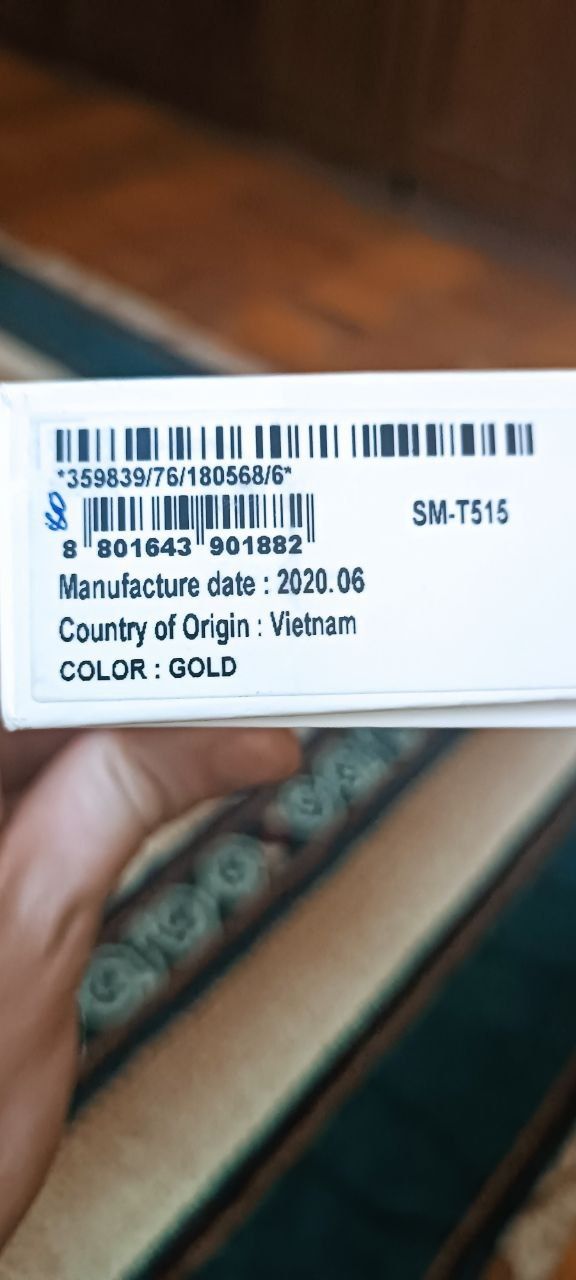 *359839/76/180568/6*
8 801643 901882
SM-T515
Manufacture date : 2020.06
Country of Origin : Vietnam
COLOR : GOLD